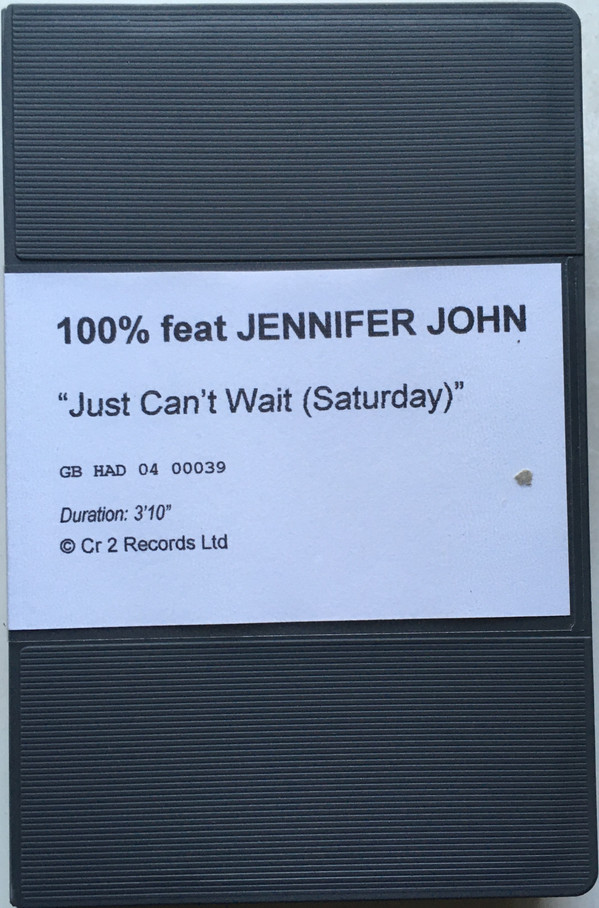 100% feat JENNIFER JOHN
“Just Can’t Wait (Saturday)”
GB HAD 04 00039
Duration: 3’10”
© Cr 2 Records Ltd